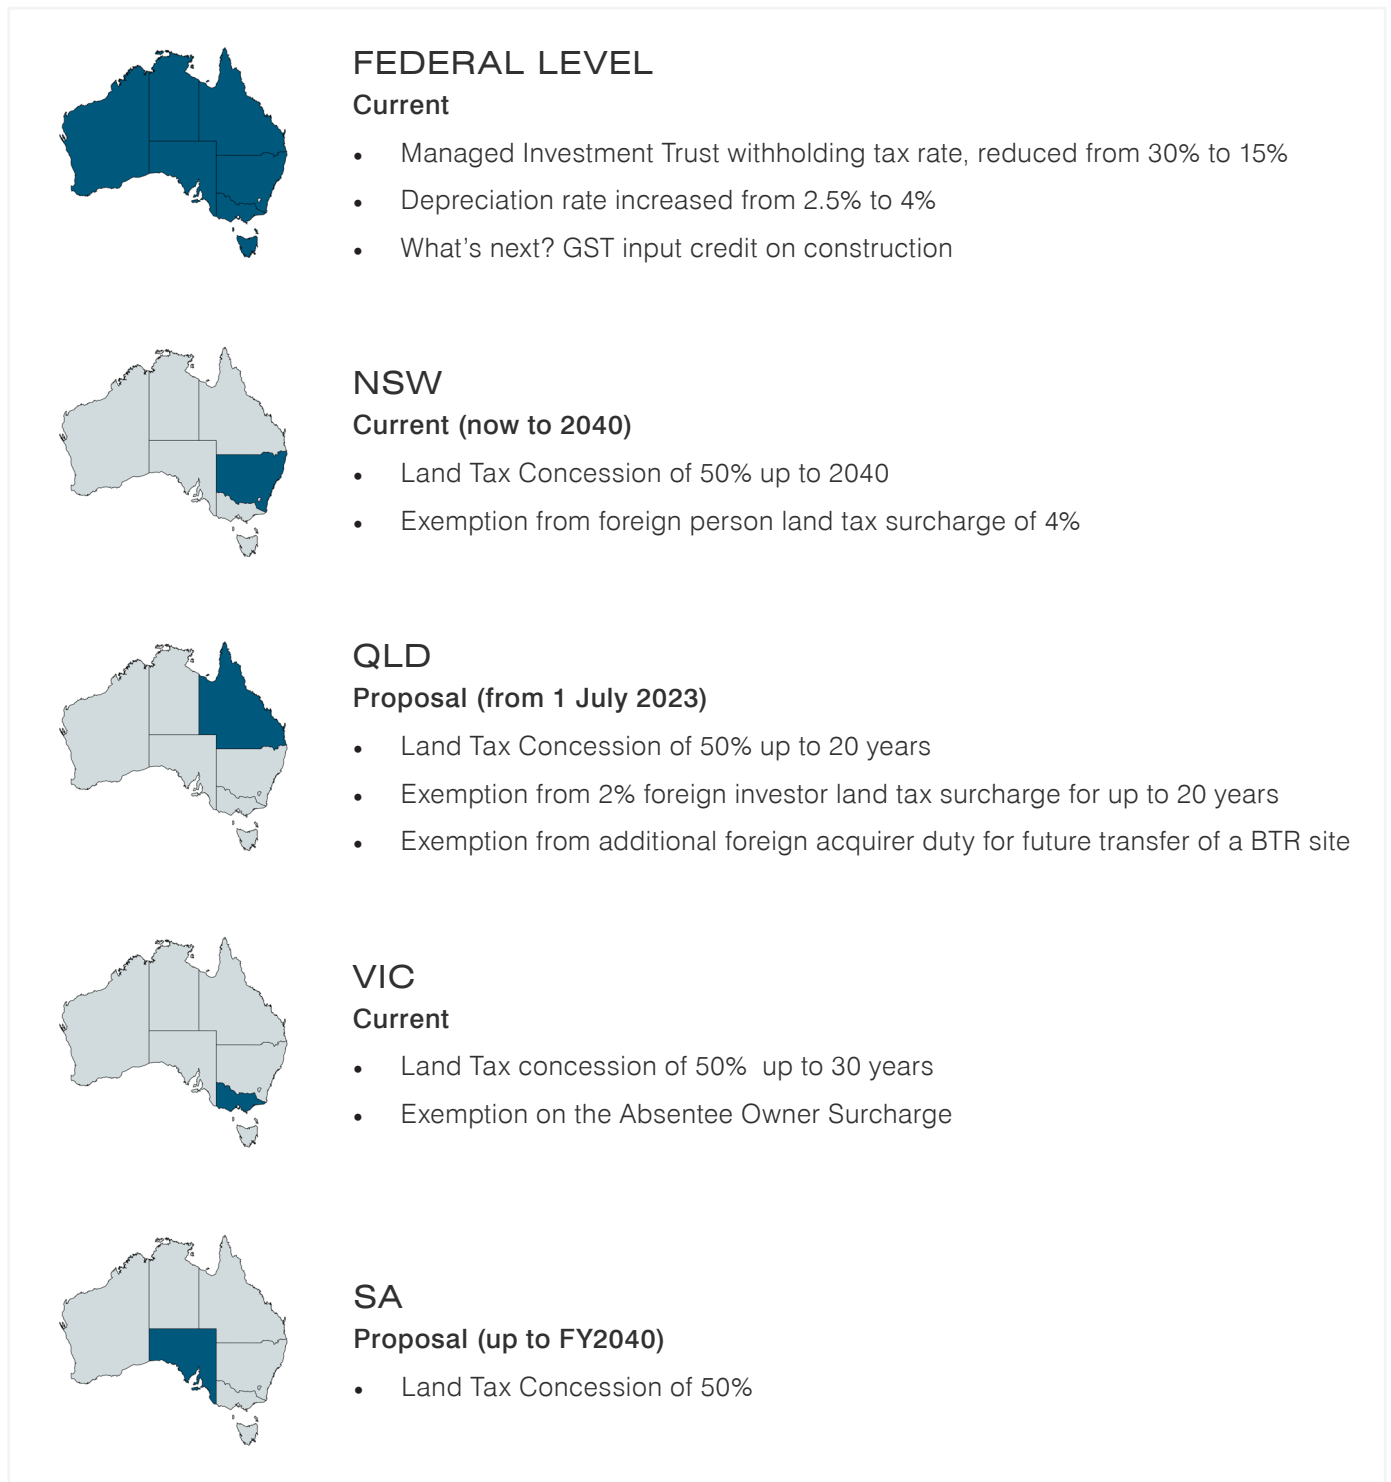 FEDERAL LEVEL
Current
• Managed Investment Trust withholding tax rate, reduced from 30% to 15%
• Depreciation rate increased from 2.5% to 4%
• What’s next? GST input credit on construction
NSW
Current (now to 2040)
• Land Tax Concession of 50% up to 2040
• Exemption from foreign person land tax surcharge of 4%
QLD
Proposal (from 1 July 2023)
• Land Tax Concession of 50% up to 20 years
• Exemption from 2% foreign investor land tax surcharge for up to 20 years
• Exemption from additional foreign acquirer duty for future transfer of a BTR site
VIC
Current
• Land Tax concession of 50%  up to 30 years
• Exemption on the Absentee Owner Surcharge
SA
Proposal (up to FY2040)
• Land Tax Concession of 50%